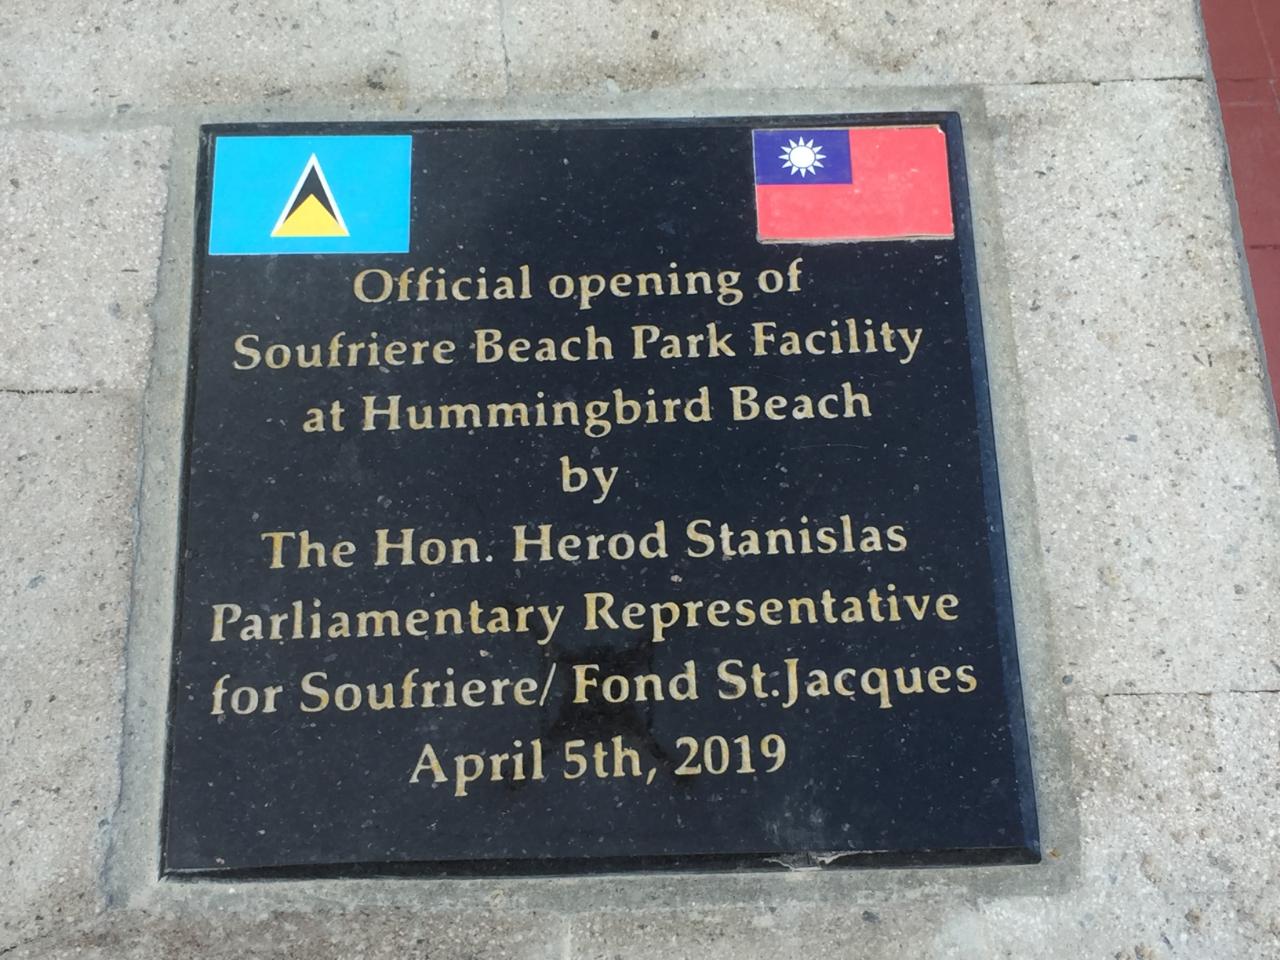 Official opening of
Soufriere Beach Park Facility
at Hummingbird Beach
by
The Hon. Herod Stanislas
Parliamentary Representative
for Soufriere/ Fond St.Jacques
April 5th, 2019